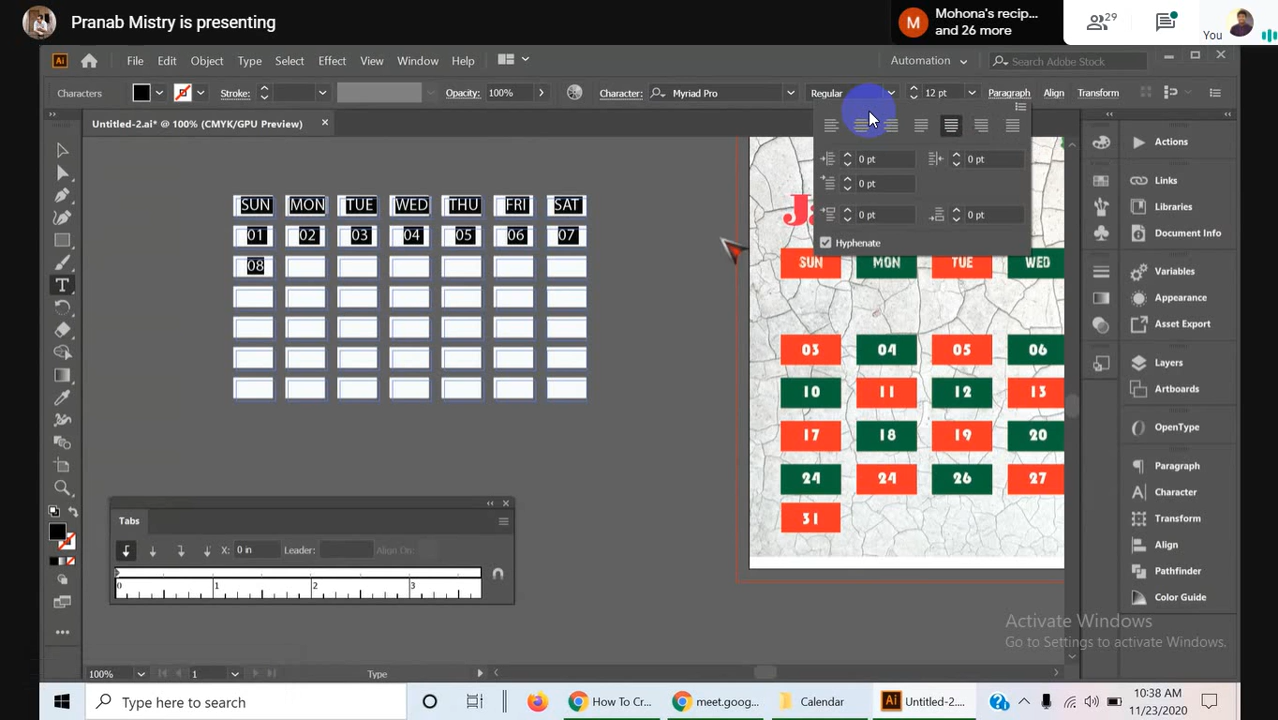 Pranab Mistry is presenting
Mohona's recip...
and 26 more
29
You
Ai
File Edit Object Type Select Effect View Window Help
Automation
Search Adobe Stock
Characters
Stroke:
Opacity: 100%
Character: Myriad Pro
Regular
12 pt
Paragraph
Align
Transform
Untitled-2.ai* @ 100% (CMYK/GPU Preview)
0 pt 0 pt
0 pt
0 pt 0 pt
Hyphenate
SUN MON TUE WED THU FRI SAT
01 02 03 04 05 06 07
08
SUN MON TUE WED
03 04 05 06
10 11 12 13
17 18 19 20
24 24 26 27
31
Actions
Links
Libraries
Document Info
Variables
Appearance
Asset Export
Layers
Artboards
OpenType
Paragraph
Character
Transform
Align
Pathfinder
Color Guide
Tabs
X: 0 in Leader: Align On:
0 1 2 3
Activate Windows
Go to Settings to activate Windows.
100%
1
Type
Type here to search
How To Cr...
meet.goog...
Calendar
Ai Untitled-2....
10:38 AM
11/23/2020